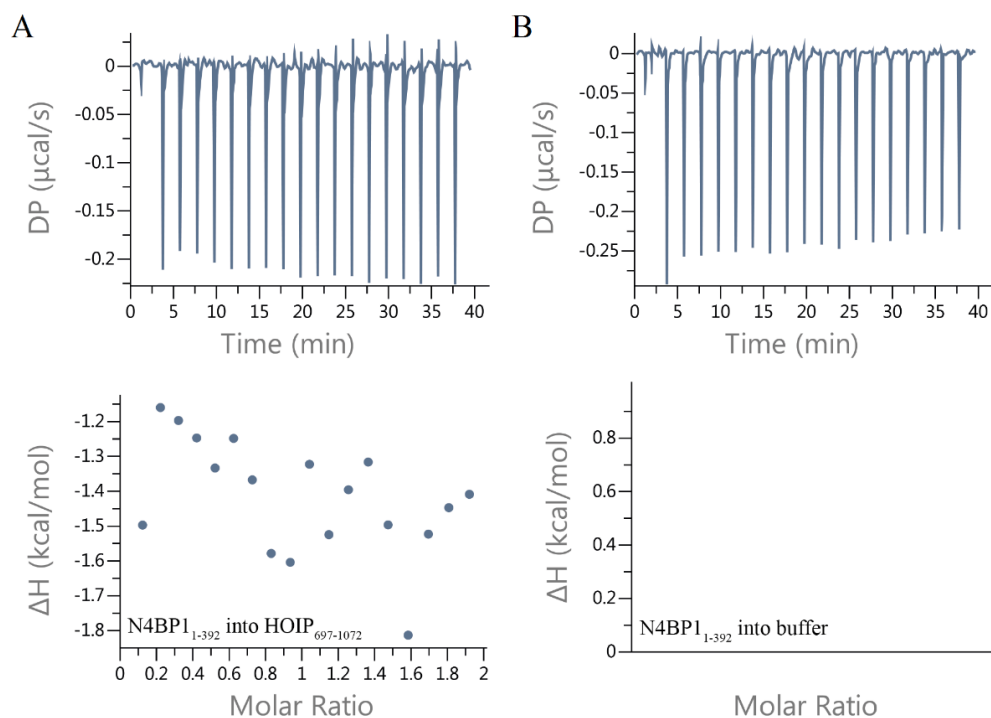 A
0
-0.05
-0.1
-0.15
-0.2
DP (µcal/s)
0 5 10 15 20 25 30 35 40
Time (min)
B
0
-0.05
-0.1
-0.15
-0.2
-0.25
DP (µcal/s)
0 5 10 15 20 25 30 35 40
Time (min)
-1.2
-1.3
-1.4
-1.5
-1.6
-1.7
-1.8
ΔH (kcal/mol)
N4BP1₁₋₃₉₂ into HOIP₆₉₇₋₁₀₇₂
0 0.2 0.4 0.6 0.8 1 1.2 1.4 1.6 1.8 2
Molar Ratio
0.8
0.6
0.4
0.2
0
ΔH (kcal/mol)
N4BP1₁₋₃₉₂ into buffer
Molar Ratio